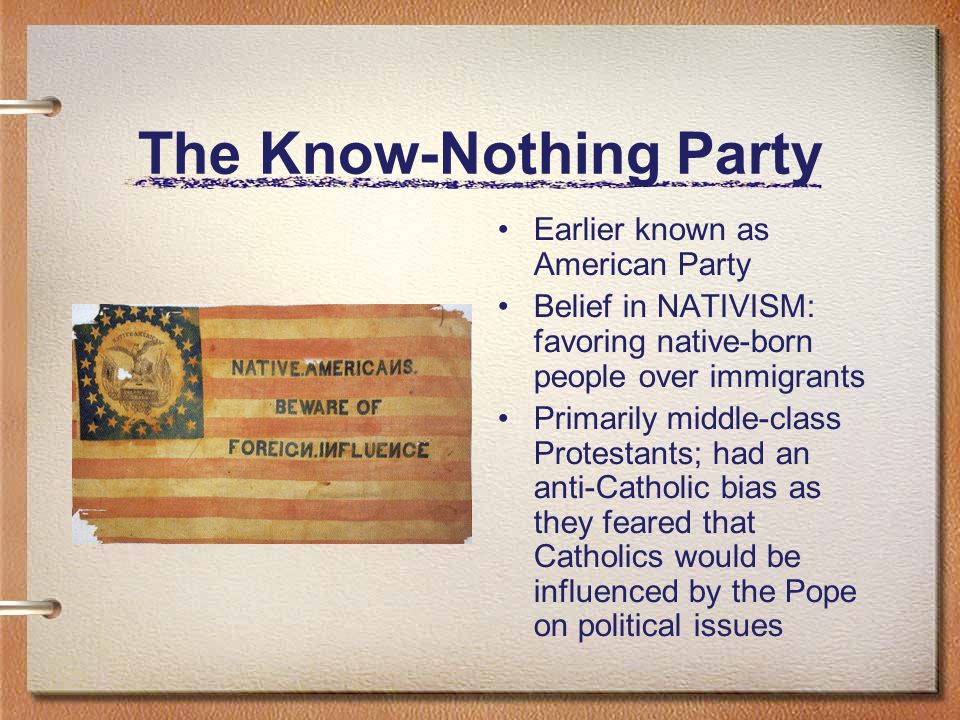 The Know-Nothing Party
• Earlier known as
American Party
• Belief in NATIVISM:
favoring native-born
people over immigrants
• Primarily middle-class
Protestants; had an
anti-Catholic bias as
they feared that
Catholics would be
influenced by the Pope
on political issues
NATIVE.AMERICANS.
BEWARE OF
FOREIGN.INFLUENCE